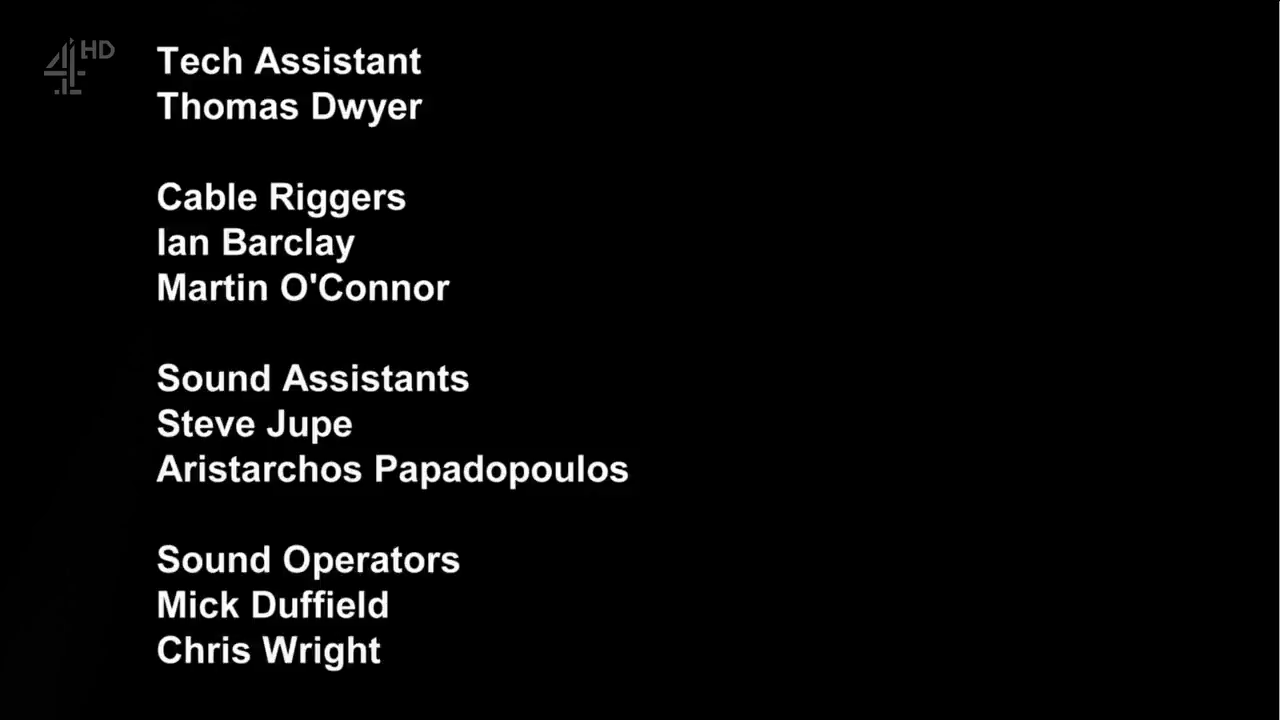 4HD
Tech Assistant
Thomas Dwyer
Cable Riggers
Ian Barclay
Martin O'Connor
Sound Assistants
Steve Jupe
Aristarchos Papadopoulos
Sound Operators
Mick Duffield
Chris Wright